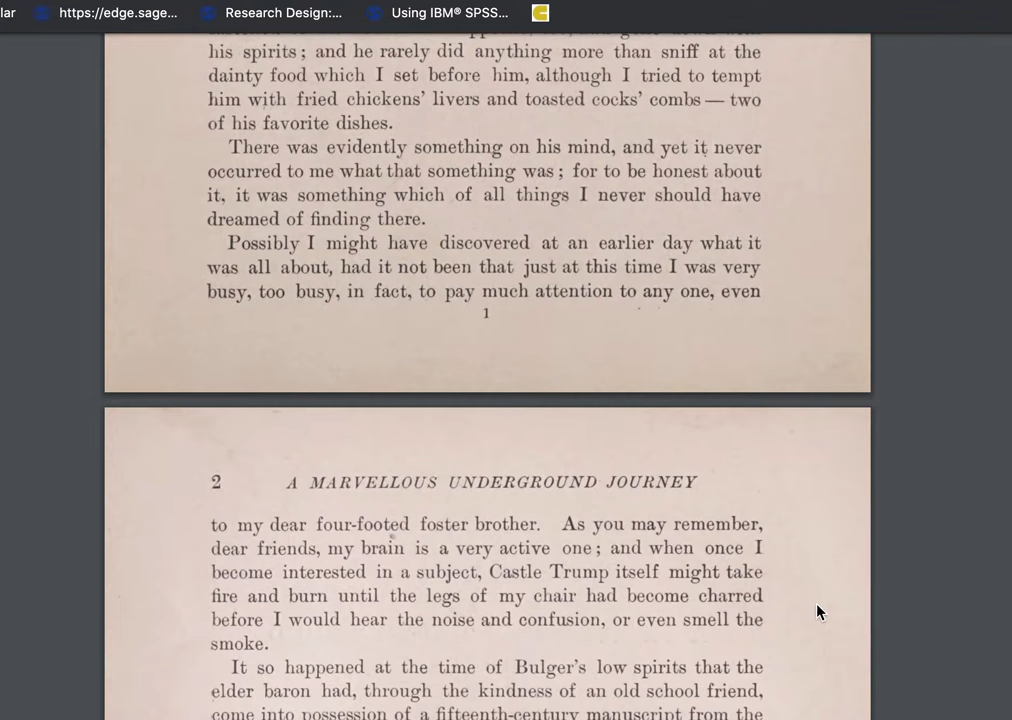 lar
https://edge.sage...
Research Design:...
Using IBM® SPSS...
his spirits; and he rarely did anything more than sniff at the
dainty food which I set before him, although I tried to tempt
him with fried chickens' livers and toasted cocks' combs — two
of his favorite dishes.
There was evidently something on his mind, and yet it never
occurred to me what that something was; for to be honest about
it, it was something which of all things I never should have
dreamed of finding there.
Possibly I might have discovered at an earlier day what it
was all about, had it not been that just at this time I was very
busy, too busy, in fact, to pay much attention to any one, even
1
2 A MARVELLOUS UNDERGROUND JOURNEY
to my dear four-footed foster brother. As you may remember,
dear friends, my brain is a very active one; and when once I
become interested in a subject, Castle Trump itself might take
fire and burn until the legs of my chair had become charred
before I would hear the noise and confusion, or even smell the
smoke.
It so happened at the time of Bulger's low spirits that the
elder baron had, through the kindness of an old school friend,
come into possession of a fifteenth-century manuscript from the